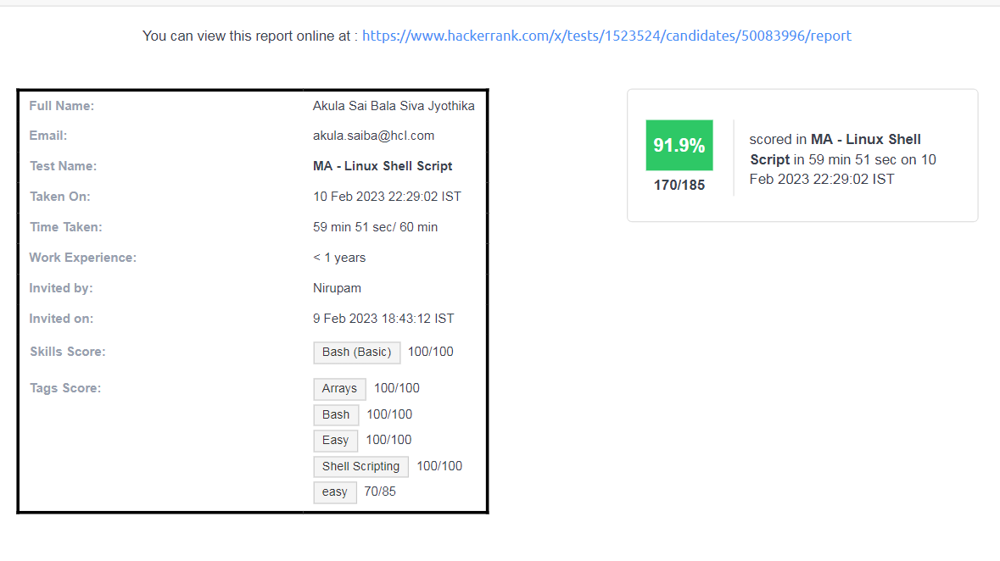 You can view this report online at : https://www.hackerrank.com/x/tests/1523524/candidates/50083996/report
Full Name: Akula Sai Bala Siva Jyothika
Email: akula.saiba@hcl.com
Test Name: MA - Linux Shell Script
Taken On: 10 Feb 2023 22:29:02 IST
Time Taken: 59 min 51 sec/ 60 min
Work Experience: < 1 years
Invited by: Nirupam
Invited on: 9 Feb 2023 18:43:12 IST
Skills Score: Bash (Basic) 100/100
Tags Score: Arrays 100/100
Bash 100/100
Easy 100/100
Shell Scripting 100/100
easy 70/85
91.9%
170/185
scored in MA - Linux Shell
Script in 59 min 51 sec on 10
Feb 2023 22:29:02 IST